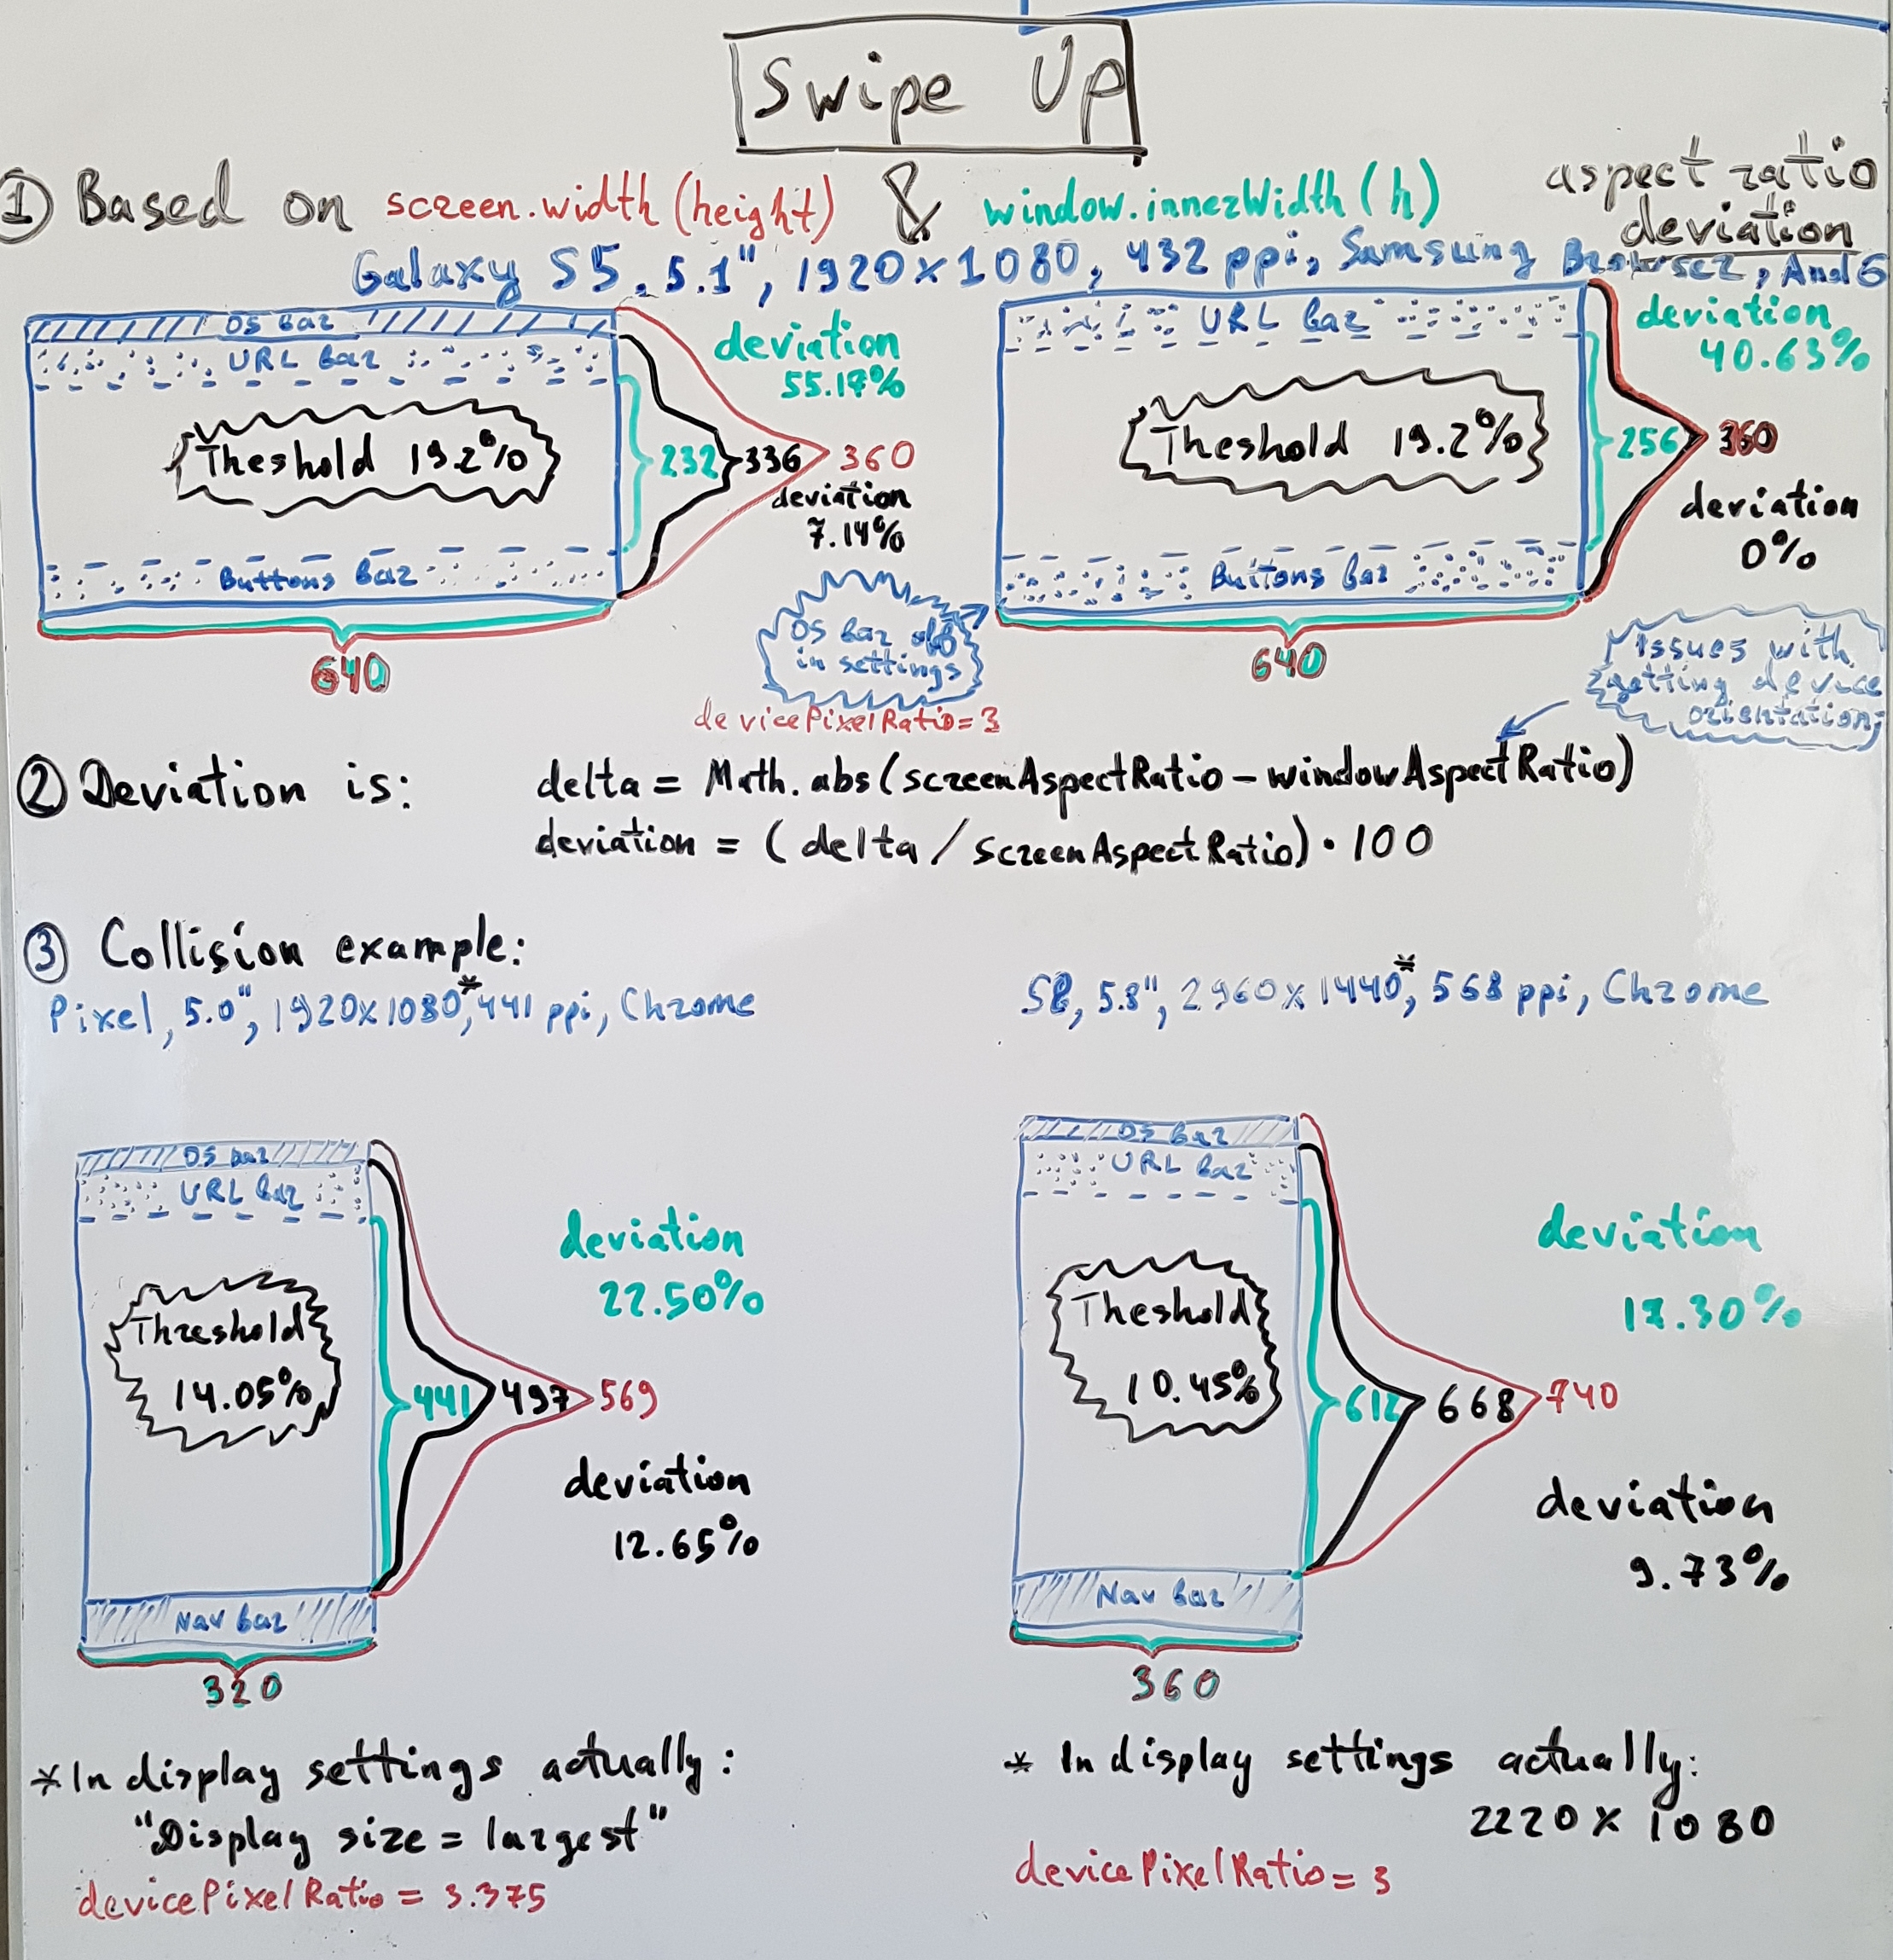 Swipe Up
① Based on screen.width (height) & window.innerWidth (h)
aspect ratio
deviation
Galaxy S5, 5.1", 1920x1080, 432 ppi, Samsung Browser, And 6
OS bar
URL bar
Theshold 19.2%
Buttons bar
640
deviation
55.17%
232 336 360
deviation
7.14%
OS bar off
in settings
devicePixelRatio=3
URL bar
Theshold 19.2%
Buttons bar
640
deviation
40.63%
256 360
deviation
0%
Issues with
getting device
orientation;
② Deviation is: delta = Math.abs(screenAspectRatio - windowAspectRatio)
deviation = (delta / screenAspectRatio) · 100
③ Collision example:
Pixel, 5.0", 1920x1080*, 441 ppi, Chrome
OS bar
URL bar
Threshold
14.05%
Nav bar
320
deviation
22.50%
441 497 569
deviation
12.65%
*In display settings actually:
"Display size = largest"
devicePixelRatio = 3.375
S8, 5.8", 2960x1440*, 568 ppi, Chrome
OS bar
URL bar
Theshold
10.45%
Nav bar
360
deviation
17.30%
612 668 740
deviation
9.73%
* In display settings actually:
2220 x 1080
devicePixelRatio = 3